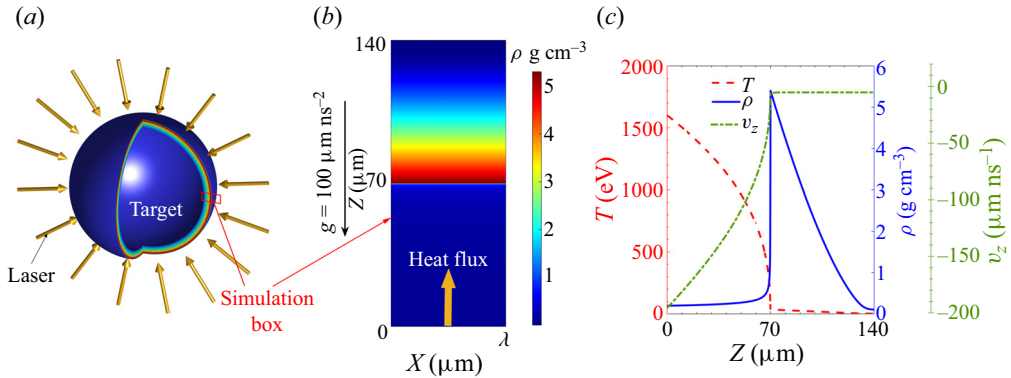 (a)
Target
Laser
Simulation
box
(b)
140
70
0
Z (μm)
g = 100 μm ns−2
Heat flux
λ
X (μm)
ρ g cm−3
5
4
3
2
1
(c)
T
ρ
vz
2000
1500
1000
500
0
T (eV)
0
70
140
Z (μm)
6
5
4
3
2
1
0
ρ (g cm−3)
0
−50
−100
−150
−200
vz (μm ns−1)